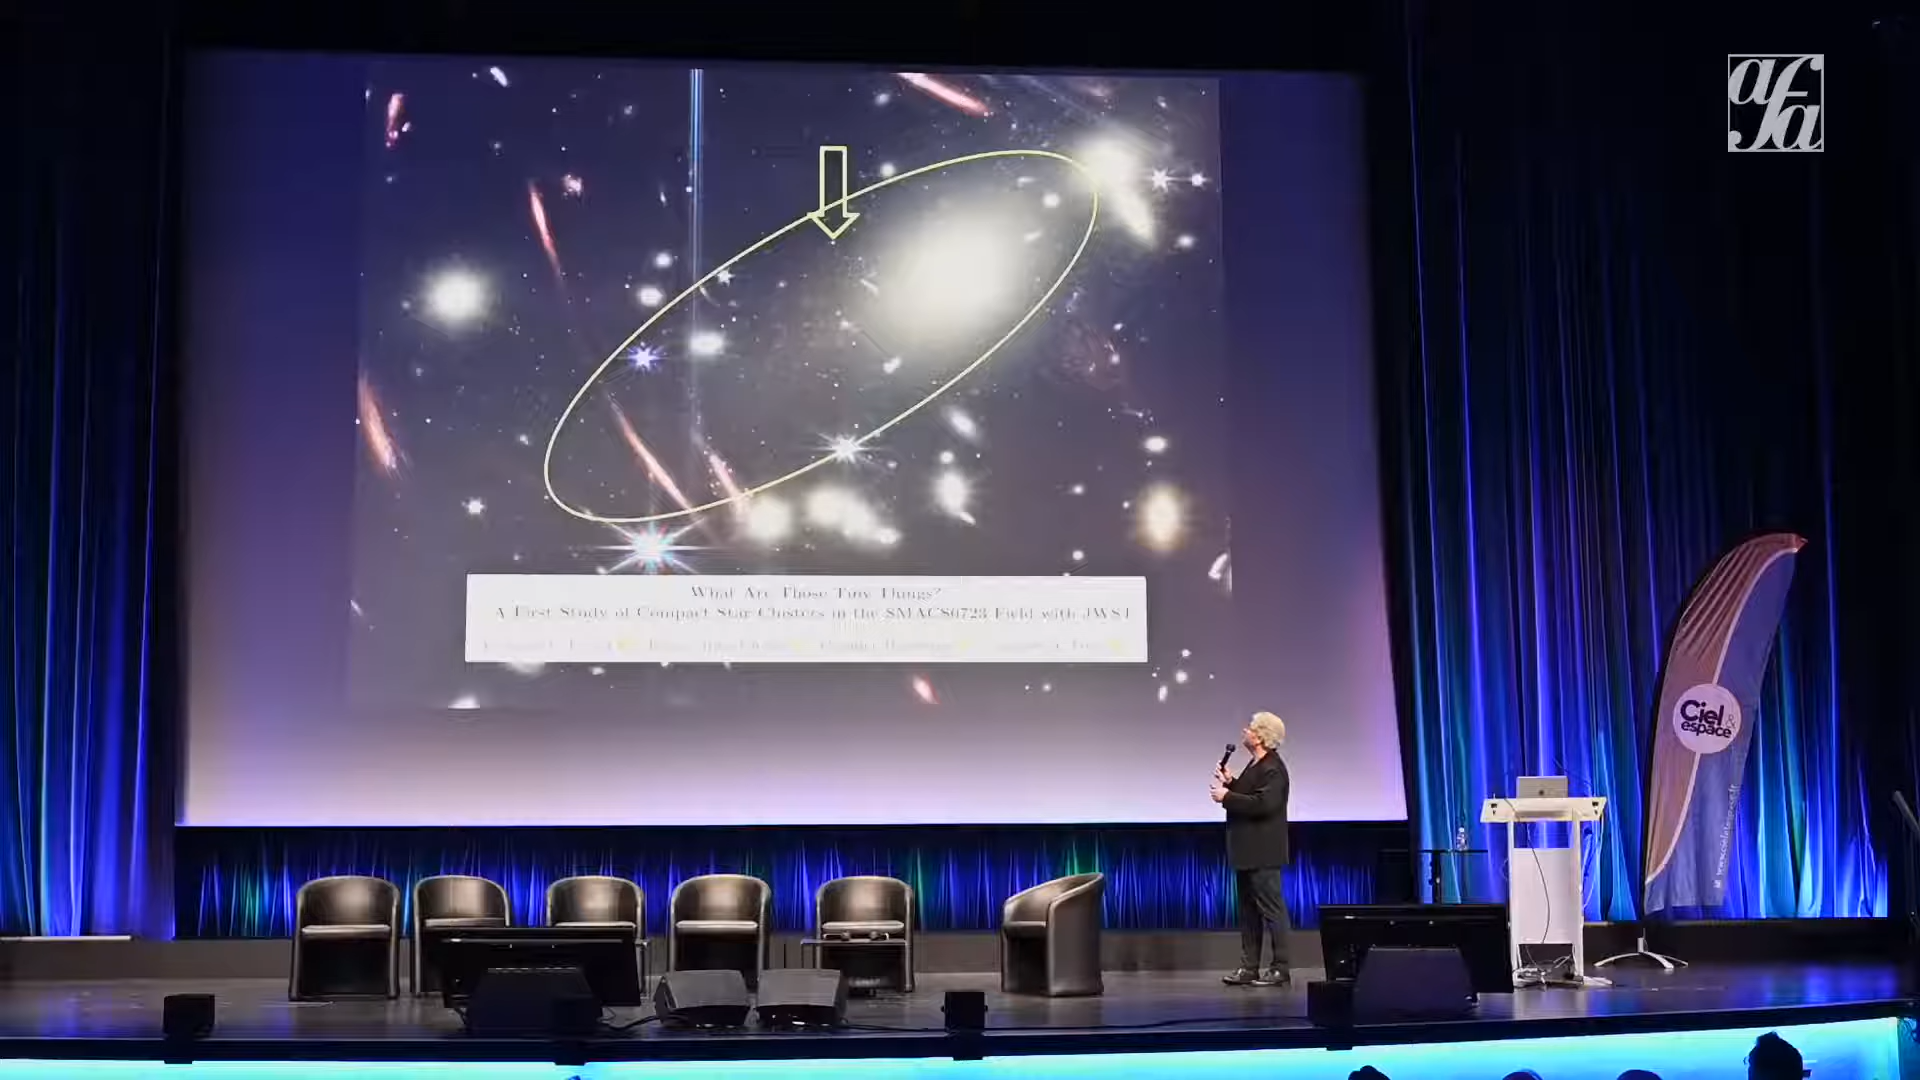 afa
What Are Those Tiny Things?
A First Study of Compact Star Clusters in the SMACS0723 Field with JWST
Ciel &
espace